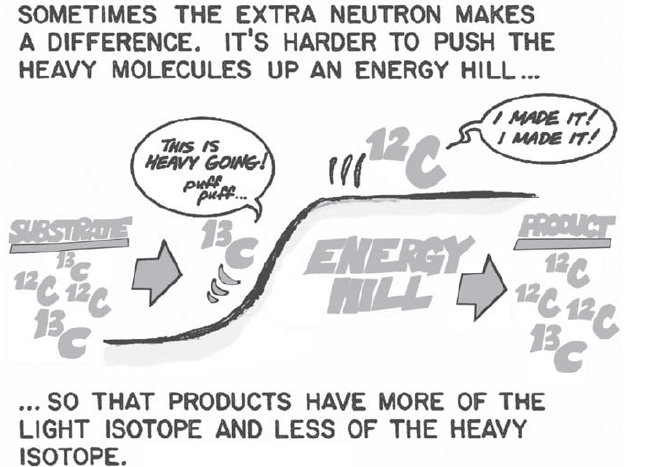 SOMETIMES THE EXTRA NEUTRON MAKES
A DIFFERENCE. IT'S HARDER TO PUSH THE
HEAVY MOLECULES UP AN ENERGY HILL...
I MADE IT!
I MADE IT!
THIS IS
HEAVY GOING!
puff
puff...
12C
13C
SUBSTRATE
13C
12C 12C
13C
ENERGY
HILL
PRODUCT
12C
12C 12C
13C
... SO THAT PRODUCTS HAVE MORE OF THE
LIGHT ISOTOPE AND LESS OF THE HEAVY
ISOTOPE.